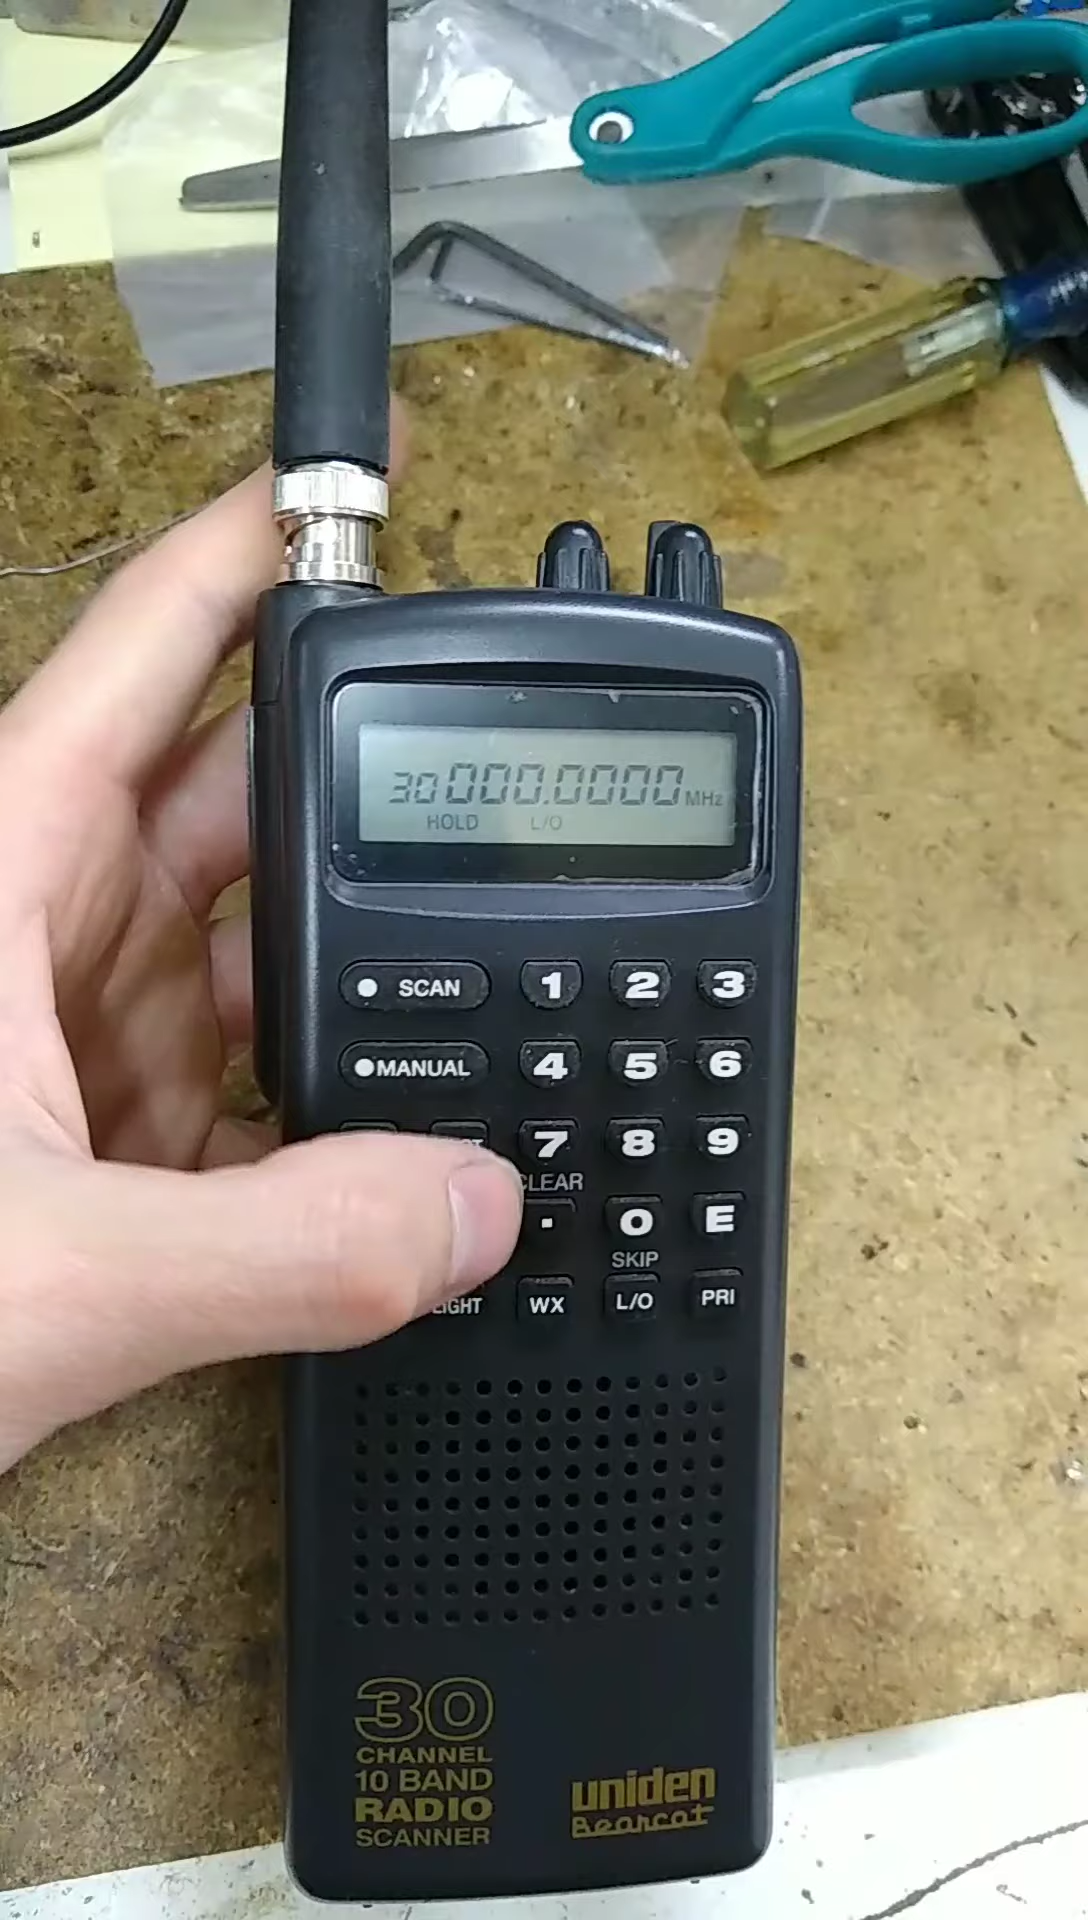 30 000.0000 MHz
HOLD L/O
SCAN 1 2 3
MANUAL 4 5 6
7 8 9
CLEAR
. 0 E
SKIP
LIGHT WX L/O PRI
30
CHANNEL
10 BAND
RADIO
SCANNER
uniden
Bearcat